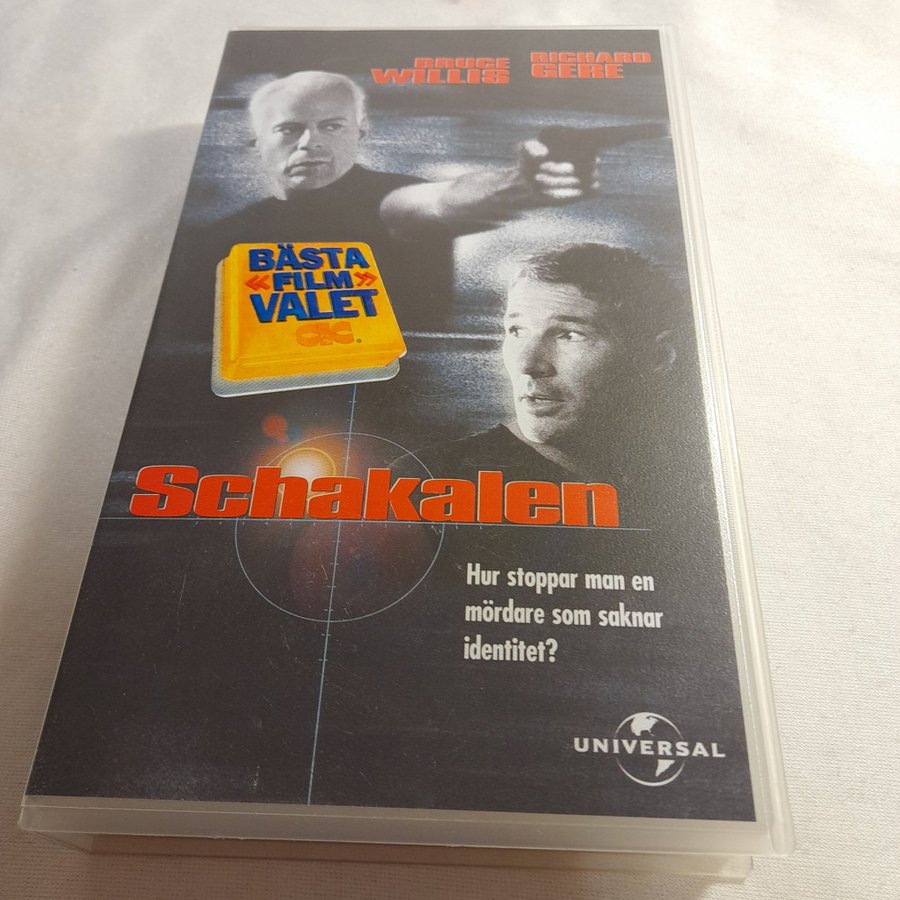 BRUCE
WILLIS
RICHARD
GERE
BÄSTA
«FILM»
VALET
CIC®
Schakalen
Hur stoppar man en
mördare som saknar
identitet?
UNIVERSAL